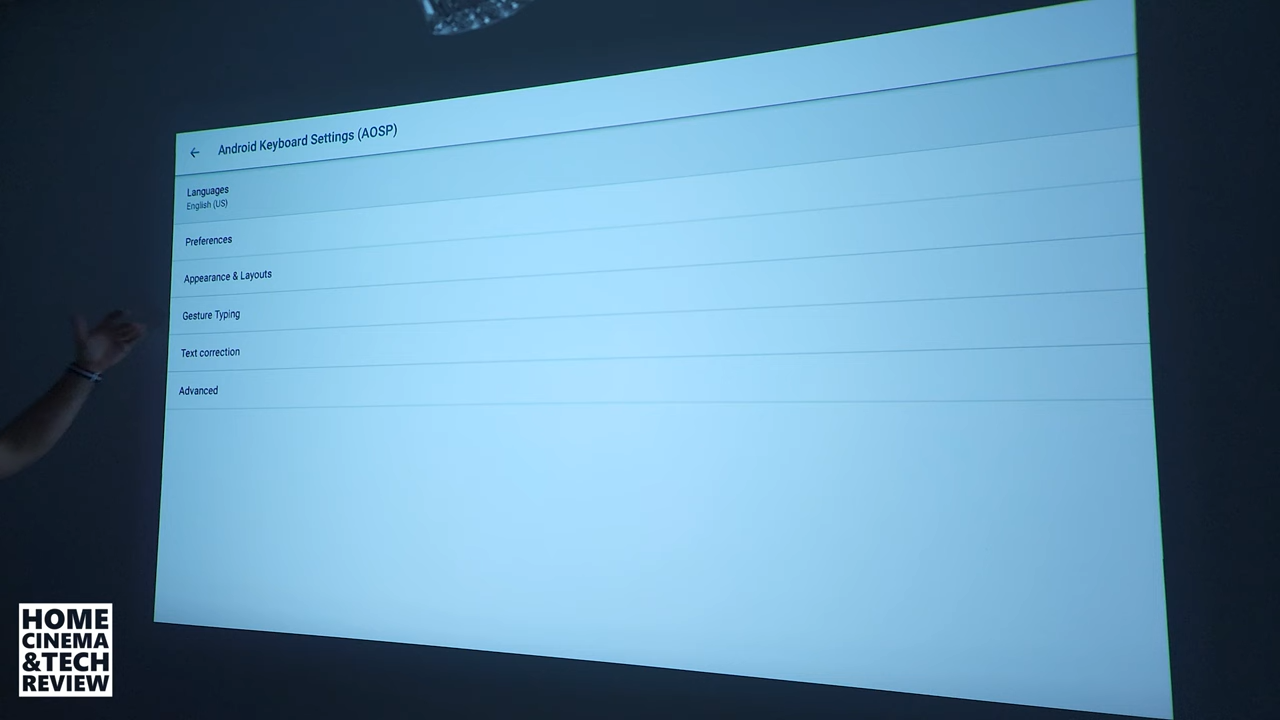 Android Keyboard Settings (AOSP)
Languages
English (US)
Preferences
Appearance & Layouts
Gesture Typing
Text correction
Advanced
HOME
CINEMA
&TECH
REVIEW